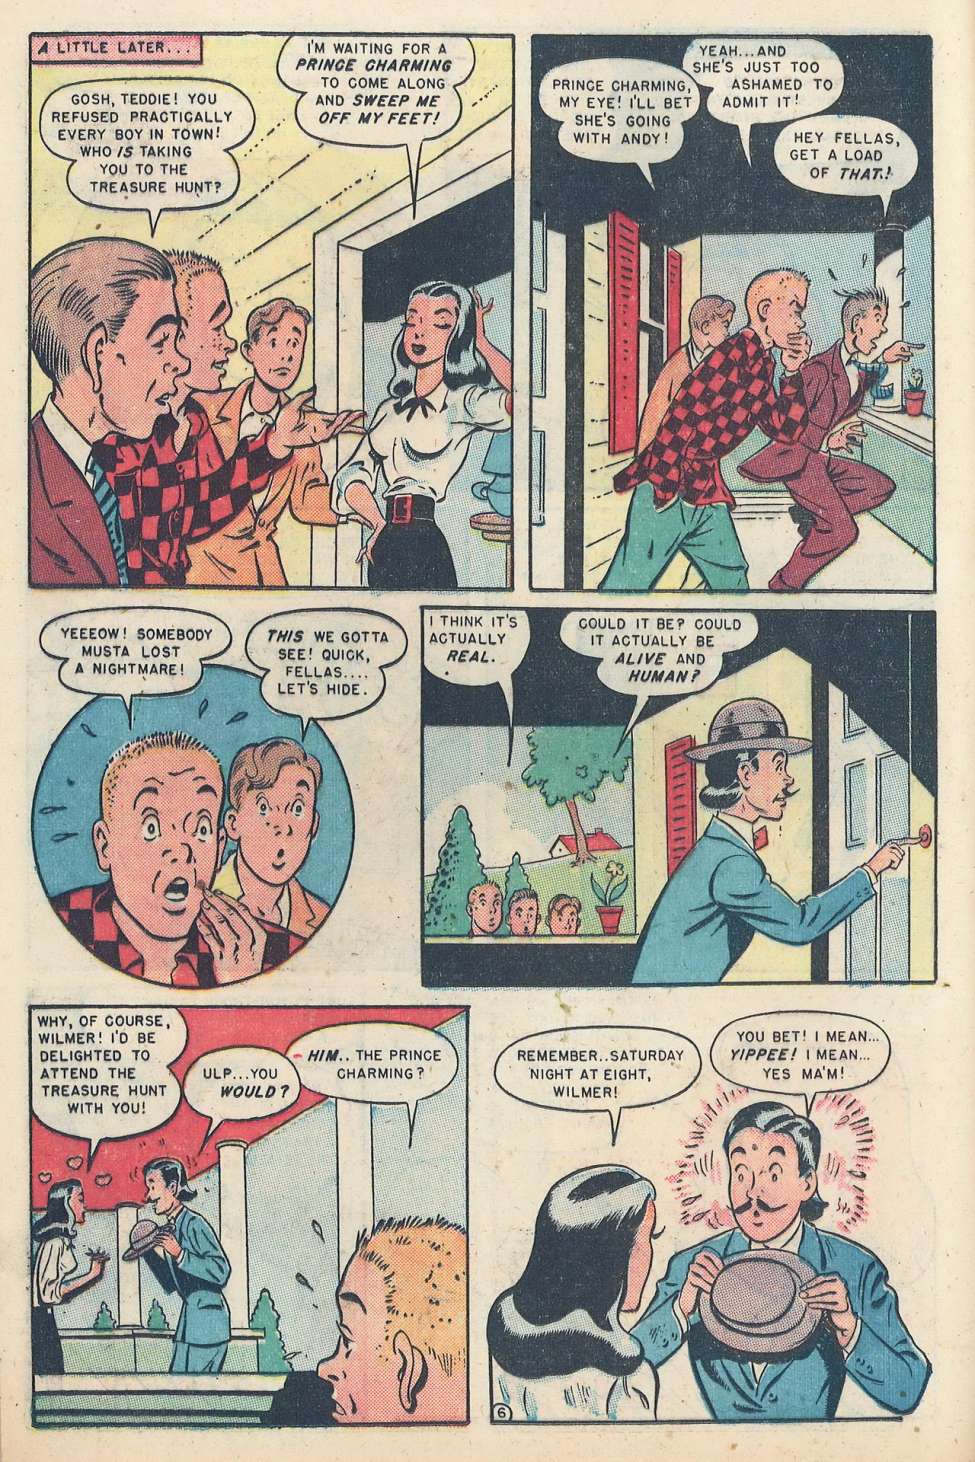 A LITTLE LATER...
GOSH, TEDDIE! YOU
REFUSED PRACTICALLY
EVERY BOY IN TOWN!
WHO IS TAKING
YOU TO THE
TREASURE HUNT?
I'M WAITING FOR A
PRINCE CHARMING
TO COME ALONG
AND SWEEP ME
OFF MY FEET!
PRINCE CHARMING,
MY EYE! I'LL BET
SHE'S GOING
WITH ANDY!
YEAH...AND
SHE'S JUST TOO
ASHAMED TO
ADMIT IT!
HEY FELLAS,
GET A LOAD
OF THAT!
YEEEOW! SOMEBODY
MUSTA LOST
A NIGHTMARE!
THIS WE GOTTA
SEE! QUICK,
FELLAS....
LET'S HIDE.
I THINK IT'S
ACTUALLY
REAL.
COULD IT BE? COULD
IT ACTUALLY BE
ALIVE AND
HUMAN?
WHY, OF COURSE,
WILMER! I'D BE
DELIGHTED TO
ATTEND THE
TREASURE HUNT
WITH YOU!
ULP...YOU
WOULD?
HIM.. THE PRINCE
CHARMING?
REMEMBER..SATURDAY
NIGHT AT EIGHT,
WILMER!
YOU BET! I MEAN...
YIPPEE! I MEAN...
YES MA'M!
6